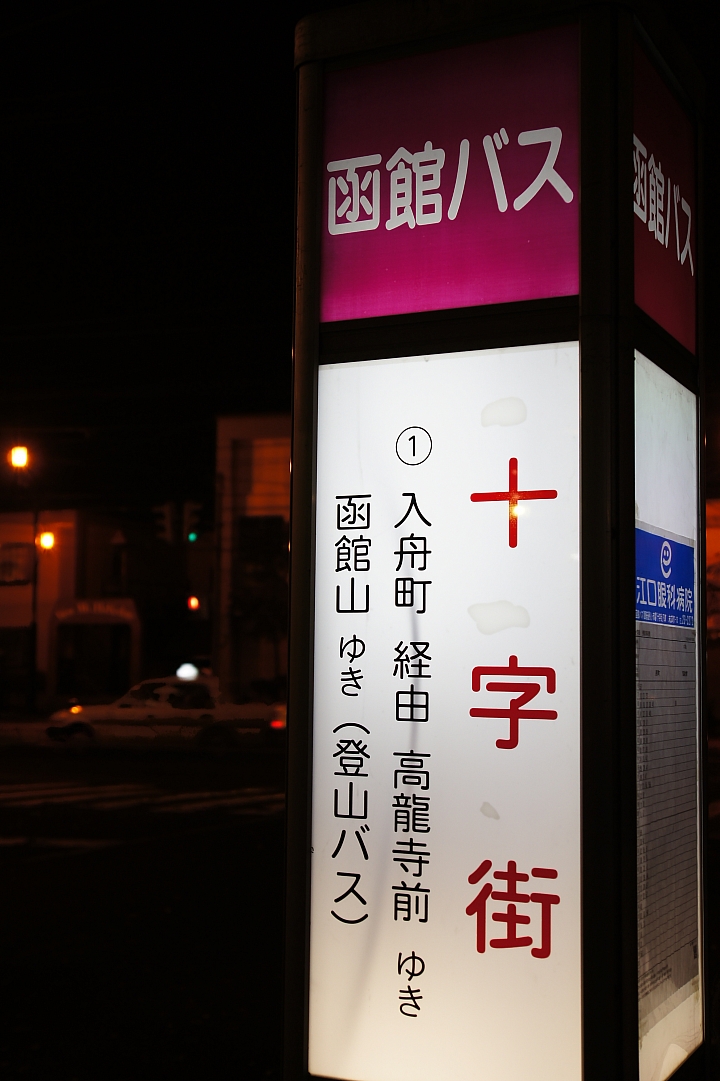 函館バス
十字街
① 入舟町 経由 高龍寺前 ゆき
函館山 ゆき（登山バス）
函館バス
江口眼科病院